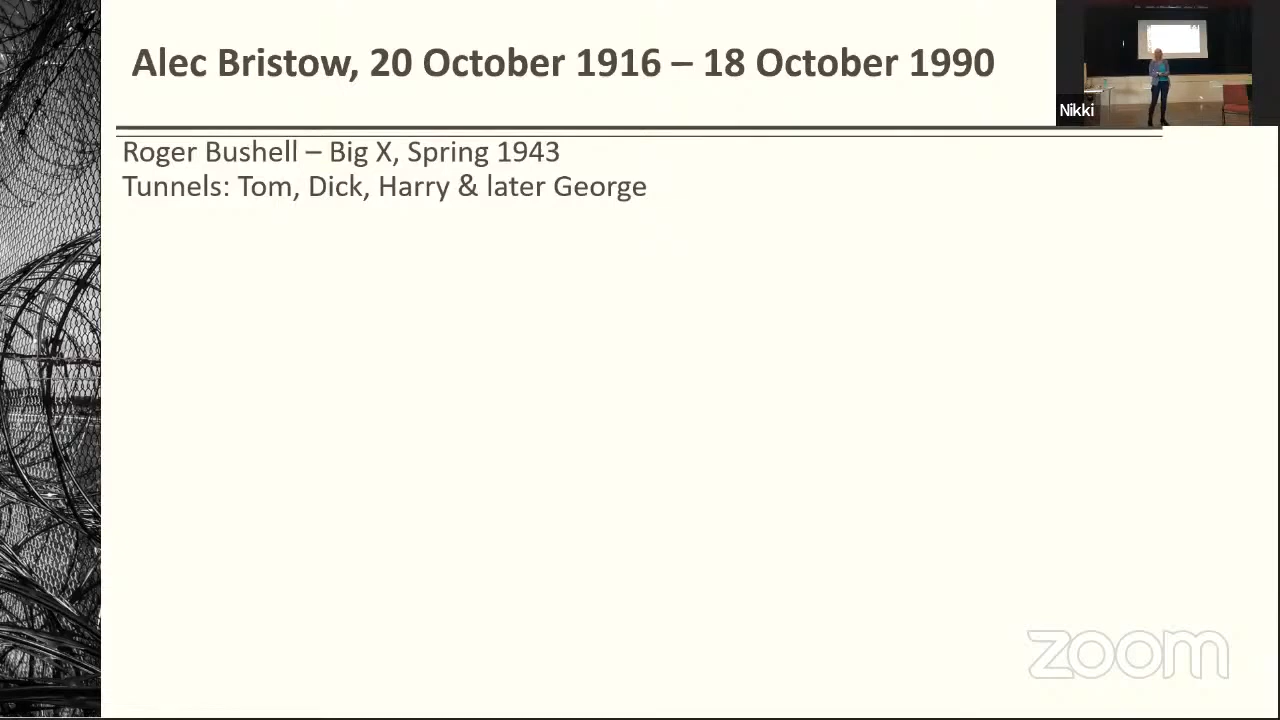 Alec Bristow, 20 October 1916 – 18 October 1990
Nikki
Roger Bushell – Big X, Spring 1943
Tunnels: Tom, Dick, Harry & later George
zoom